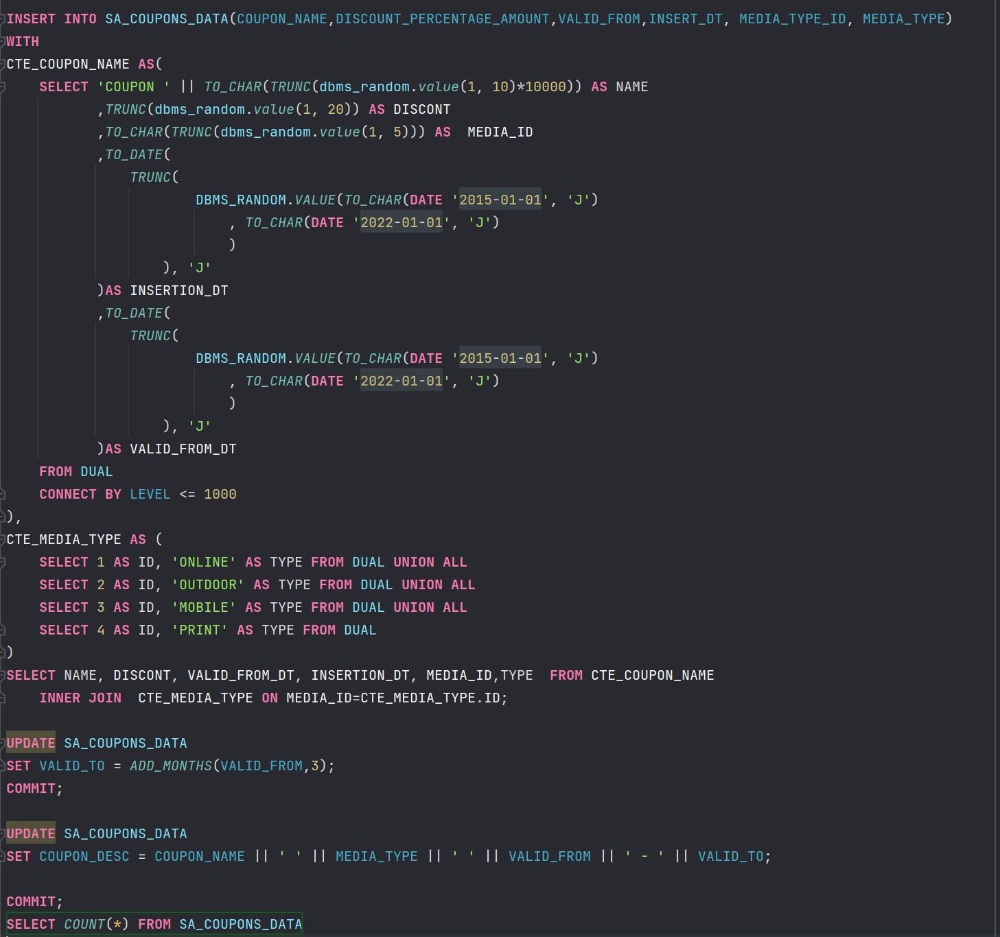 INSERT INTO SA_COUPONS_DATA(COUPON_NAME,DISCOUNT_PERCENTAGE_AMOUNT,VALID_FROM,INSERT_DT, MEDIA_TYPE_ID, MEDIA_TYPE)
WITH
CTE_COUPON_NAME AS(
    SELECT 'COUPON ' || TO_CHAR(TRUNC(dbms_random.value(1, 10)*10000)) AS NAME
           ,TRUNC(dbms_random.value(1, 20)) AS DISCONT
           ,TO_CHAR(TRUNC(dbms_random.value(1, 5))) AS  MEDIA_ID
           ,TO_DATE(
               TRUNC(
                       DBMS_RANDOM.VALUE(TO_CHAR(DATE '2015-01-01', 'J')
                           , TO_CHAR(DATE '2022-01-01', 'J')
                           )
                   ), 'J'
           )AS INSERTION_DT
           ,TO_DATE(
               TRUNC(
                       DBMS_RANDOM.VALUE(TO_CHAR(DATE '2015-01-01', 'J')
                           , TO_CHAR(DATE '2022-01-01', 'J')
                           )
                   ), 'J'
           )AS VALID_FROM_DT
    FROM DUAL
    CONNECT BY LEVEL <= 1000
),
CTE_MEDIA_TYPE AS (
    SELECT 1 AS ID, 'ONLINE' AS TYPE FROM DUAL UNION ALL
    SELECT 2 AS ID, 'OUTDOOR' AS TYPE FROM DUAL UNION ALL
    SELECT 3 AS ID, 'MOBILE' AS TYPE FROM DUAL UNION ALL
    SELECT 4 AS ID, 'PRINT' AS TYPE FROM DUAL
)
SELECT NAME, DISCONT, VALID_FROM_DT, INSERTION_DT, MEDIA_ID,TYPE  FROM CTE_COUPON_NAME
    INNER JOIN  CTE_MEDIA_TYPE ON MEDIA_ID=CTE_MEDIA_TYPE.ID;

UPDATE SA_COUPONS_DATA
SET VALID_TO = ADD_MONTHS(VALID_FROM,3);
COMMIT;

UPDATE SA_COUPONS_DATA
SET COUPON_DESC = COUPON_NAME || ' ' || MEDIA_TYPE || ' ' || VALID_FROM || ' - ' || VALID_TO;

COMMIT;
SELECT COUNT(*) FROM SA_COUPONS_DATA